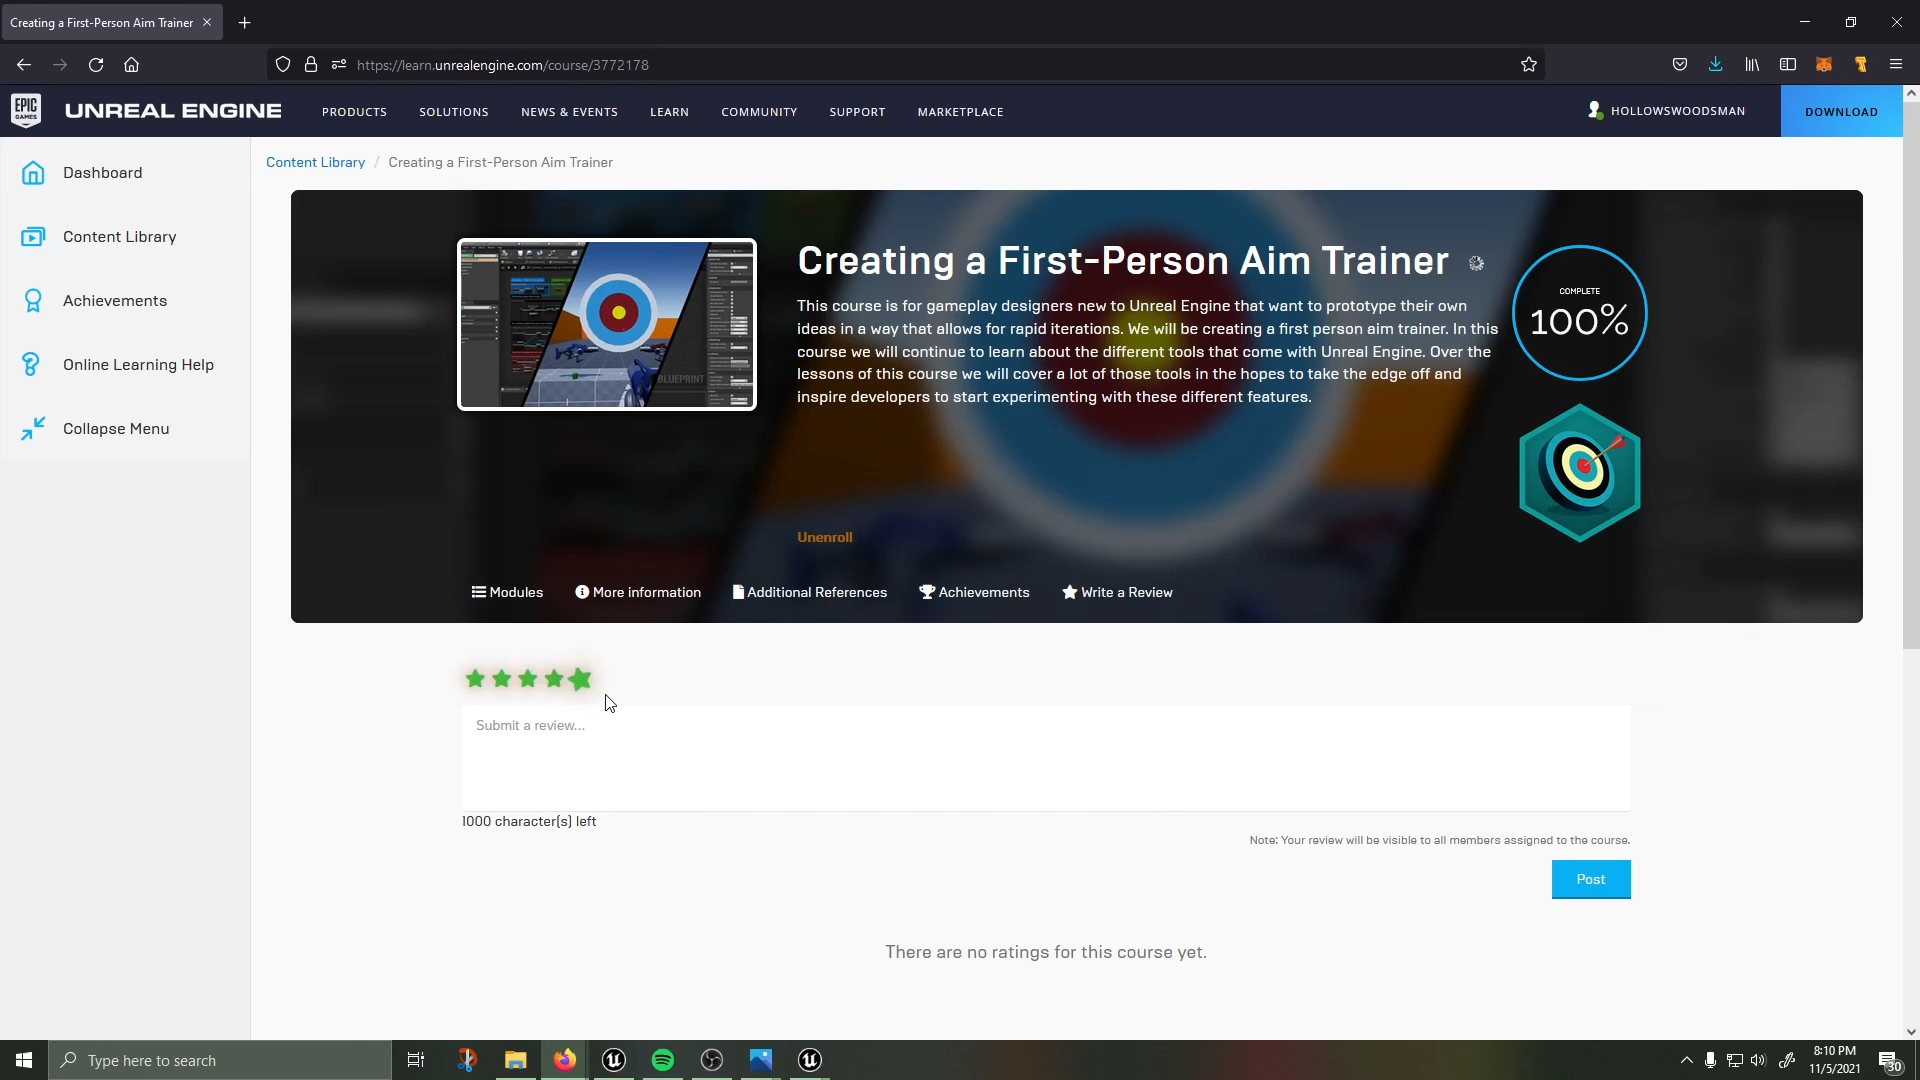 Creating a First-Person Aim Trainer
https://learn.unrealengine.com/course/3772178
EPIC GAMES
UNREAL ENGINE
PRODUCTS
SOLUTIONS
NEWS & EVENTS
LEARN
COMMUNITY
SUPPORT
MARKETPLACE
HOLLOWSWOODSMAN
DOWNLOAD
Dashboard
Content Library
Achievements
Online Learning Help
Collapse Menu
Content Library / Creating a First-Person Aim Trainer
BLUEPRINT
Creating a First-Person Aim Trainer
This course is for gameplay designers new to Unreal Engine that want to prototype their own
ideas in a way that allows for rapid iterations. We will be creating a first person aim trainer. In this
course we will continue to learn about the different tools that come with Unreal Engine. Over the
lessons of this course we will cover a lot of those tools in the hopes to take the edge off and
inspire developers to start experimenting with these different features.
COMPLETE
100%
Unenroll
Modules
More information
Additional References
Achievements
Write a Review
Submit a review...
1000 character(s) left
Note: Your review will be visible to all members assigned to the course.
Post
There are no ratings for this course yet.
Type here to search
8:10 PM
11/5/2021
30